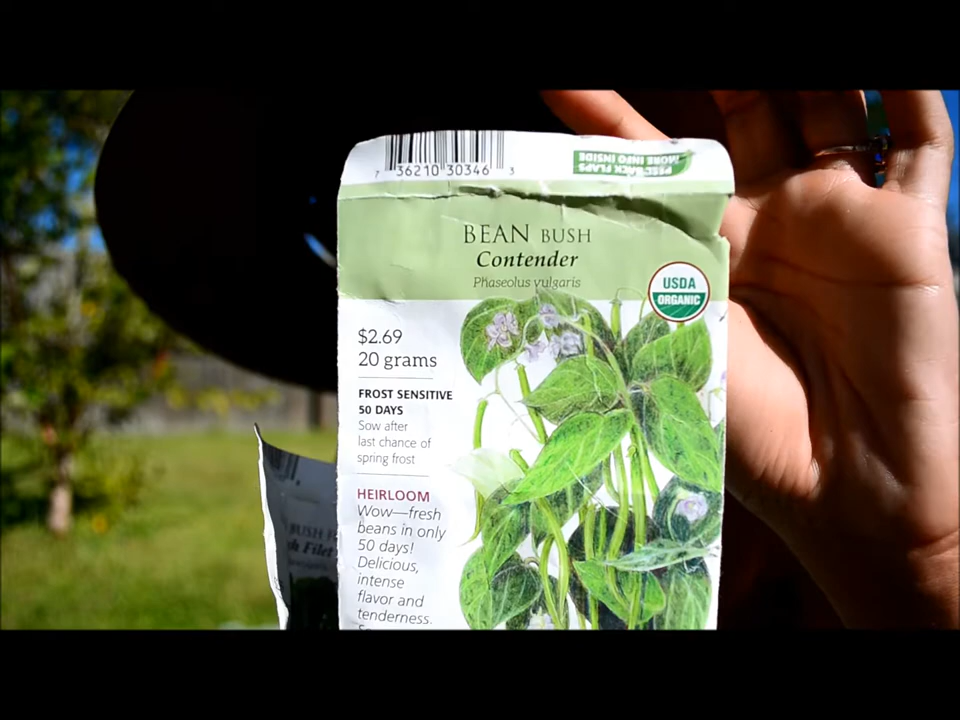 7 36210 30346 3
PEEL BACK FLAPS
MORE INFO INSIDE
BEAN BUSH
Contender
Phaseolus vulgaris
USDA
ORGANIC
$2.69
20 grams
FROST SENSITIVE
50 DAYS
Sow after
last chance of
spring frost
HEIRLOOM
Wow—fresh
beans in only
50 days!
Delicious,
intense
flavor and
tenderness.
BUSH
Filet